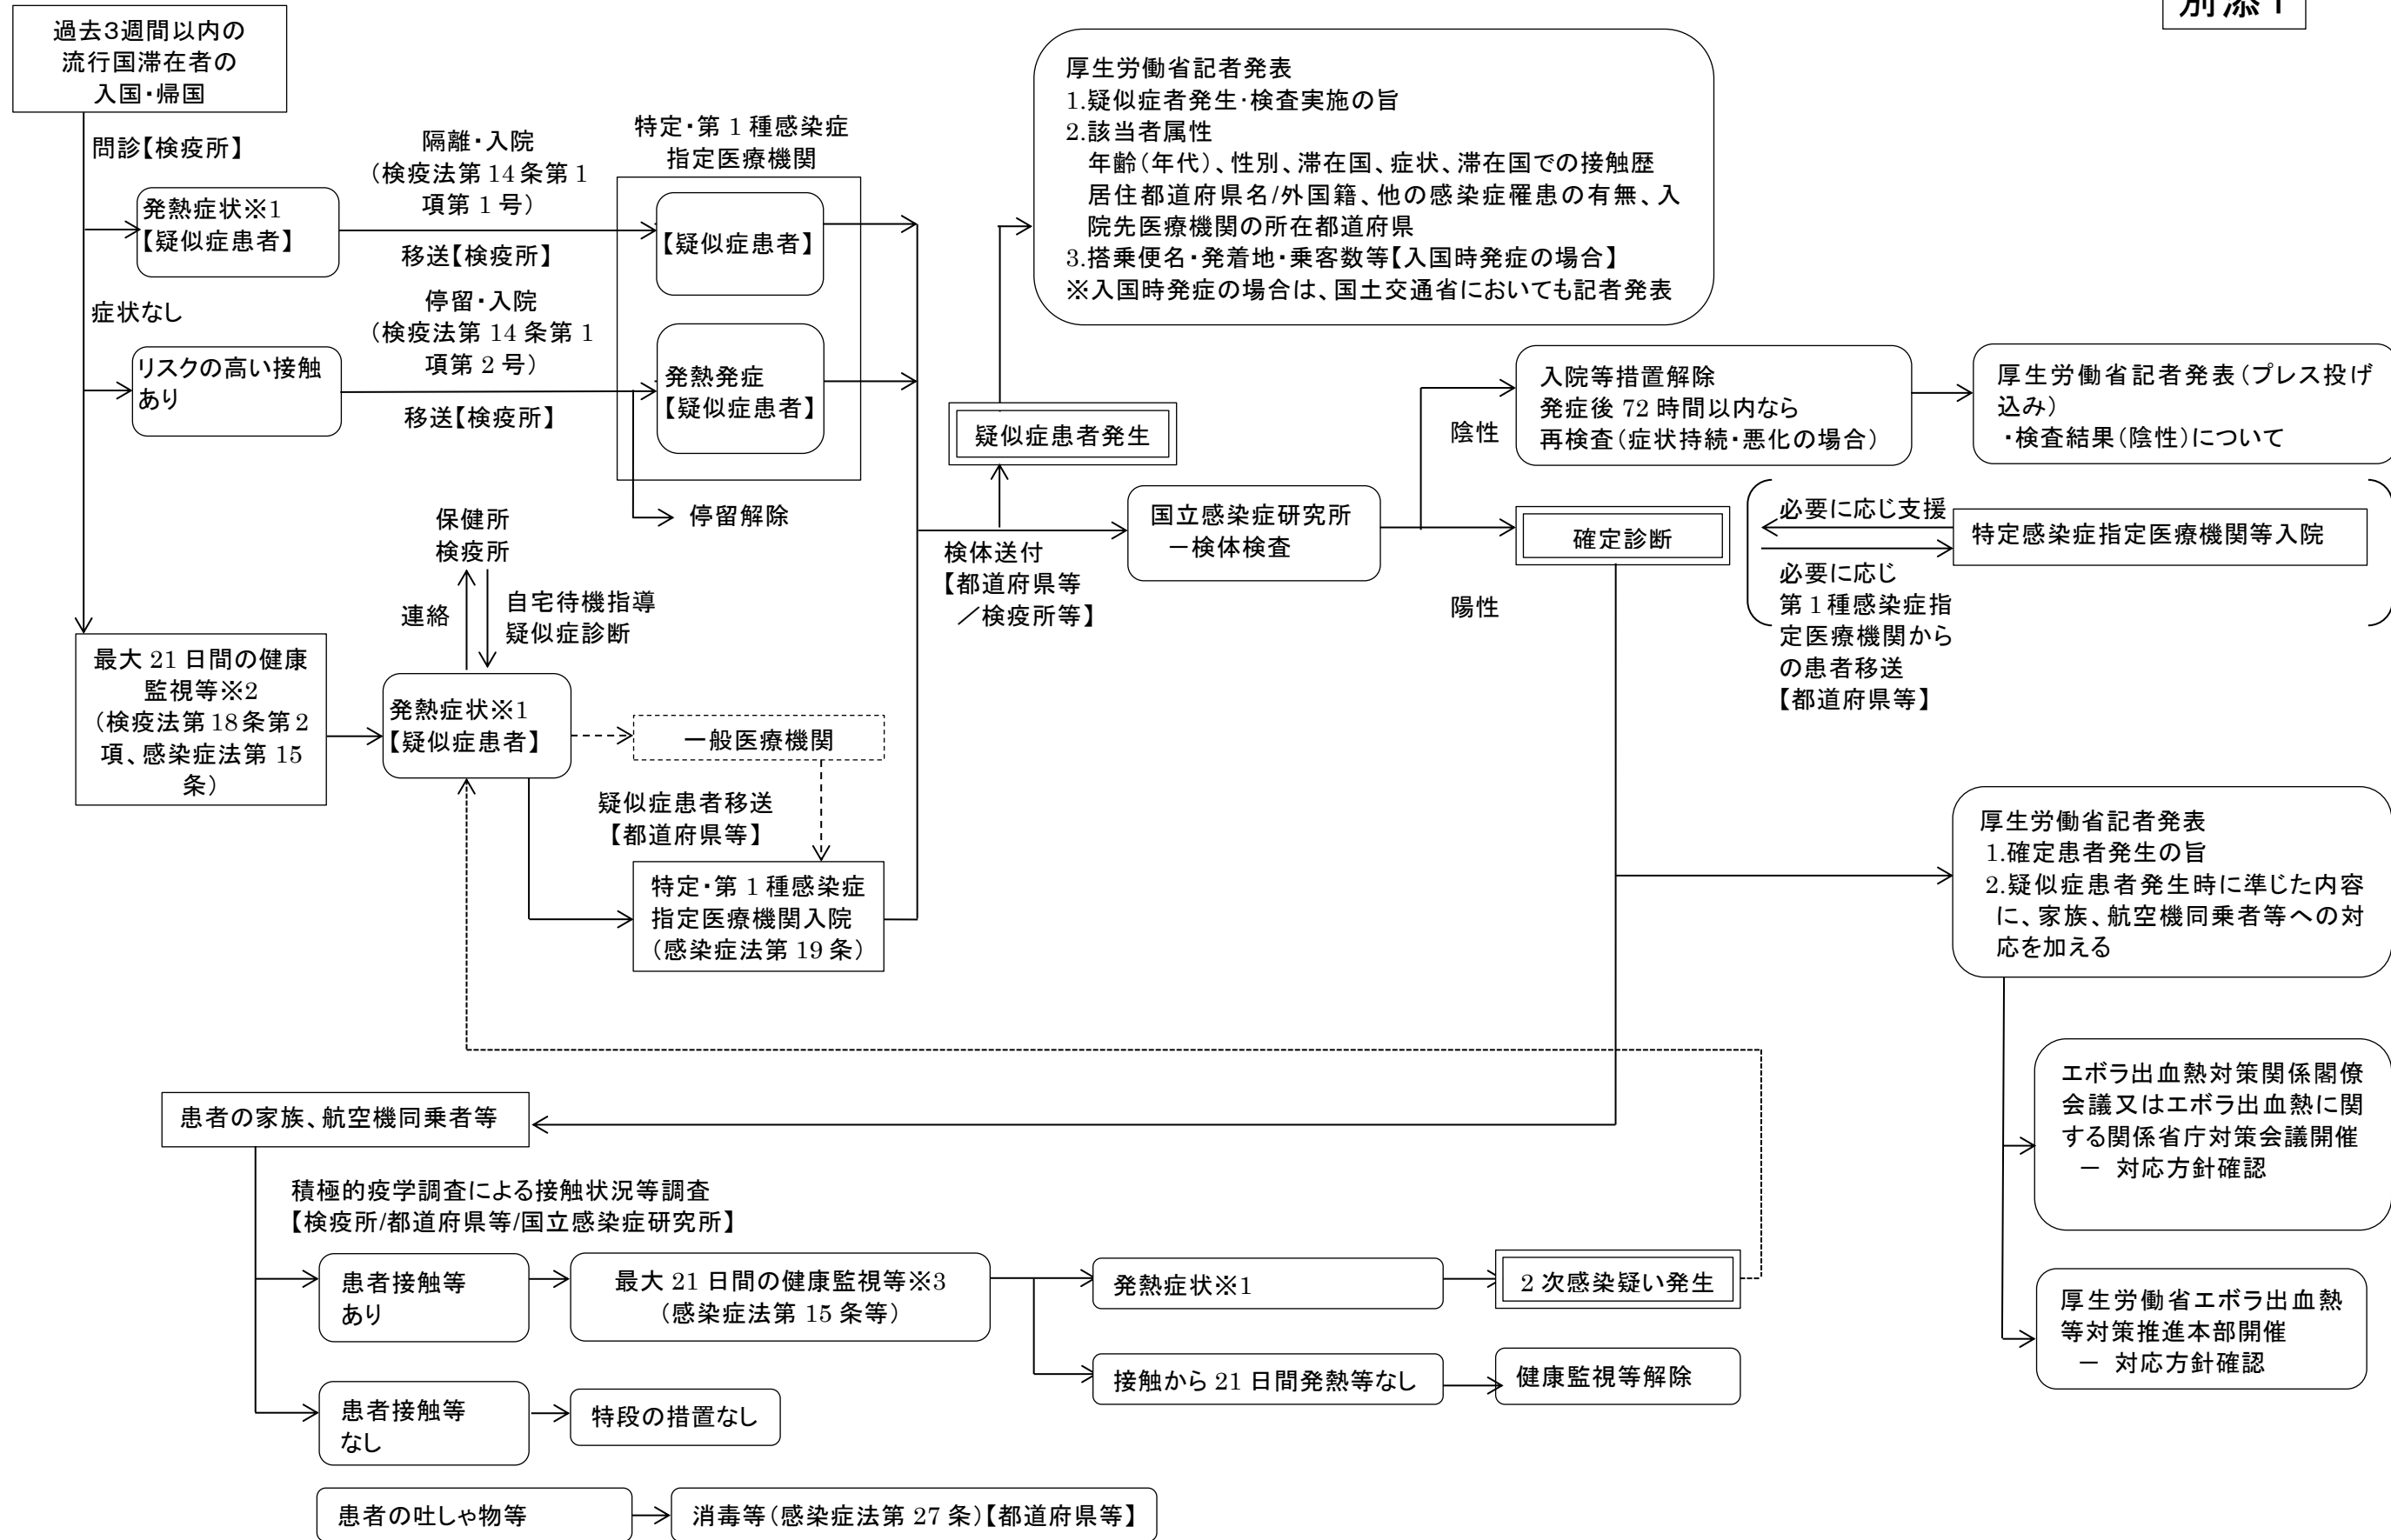 別添1
過去3週間以内の
流行国滞在者の
入国・帰国
問診【検疫所】
発熱症状※1
【疑似症患者】
隔離・入院
（検疫法第 14 条第 1
項第 1 号）
移送【検疫所】
特定・第 1 種感染症
指定医療機関
【疑似症患者】
症状なし
リスクの高い接触
あり
停留・入院
（検疫法第 14 条第 1
項第 2 号）
移送【検疫所】
発熱発症
【疑似症患者】
停留解除
厚生労働省記者発表
1.疑似症者発生・検査実施の旨
2.該当者属性
年齢（年代）、性別、滞在国、症状、滞在国での接触歴
居住都道府県名/外国籍、他の感染症罹患の有無、入
院先医療機関の所在都道府県
3.搭乗便名・発着地・乗客数等【入国時発症の場合】
※入国時発症の場合は、国土交通省においても記者発表
疑似症患者発生
検体送付
【都道府県等
／検疫所等】
国立感染症研究所
－検体検査
陰性
入院等措置解除
発症後 72 時間以内なら
再検査（症状持続・悪化の場合）
厚生労働省記者発表（プレス投げ
込み）
・検査結果（陰性）について
陽性
確定診断
必要に応じ支援
特定感染症指定医療機関等入院
必要に応じ
第 1 種感染症指
定医療機関から
の患者移送
【都道府県等】
保健所
検疫所
連絡
自宅待機指導
疑似症診断
最大 21 日間の健康
監視等※2
（検疫法第 18 条第 2
項、感染症法第 15
条）
発熱症状※1
【疑似症患者】
一般医療機関
疑似症患者移送
【都道府県等】
特定・第 1 種感染症
指定医療機関入院
（感染症法第 19 条）
厚生労働省記者発表
1.確定患者発生の旨
2.疑似症患者発生時に準じた内容
に、家族、航空機同乗者等への対
応を加える
エボラ出血熱対策関係閣僚
会議又はエボラ出血熱に関
する関係省庁対策会議開催
－ 対応方針確認
厚生労働省エボラ出血熱
等対策推進本部開催
－ 対応方針確認
患者の家族、航空機同乗者等
積極的疫学調査による接触状況等調査
【検疫所/都道府県等/国立感染症研究所】
患者接触等
あり
最大 21 日間の健康監視等※3
（感染症法第 15 条等）
発熱症状※1
2 次感染疑い発生
接触から 21 日間発熱等なし
健康監視等解除
患者接触等
なし
特段の措置なし
患者の吐しゃ物等
消毒等（感染症法第 27 条）【都道府県等】